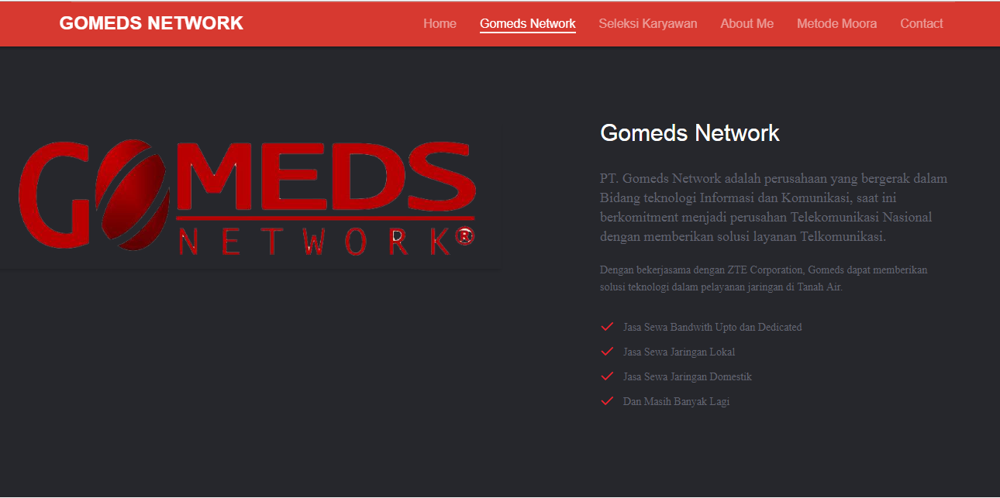 GOMEDS NETWORK
Home Gomeds Network Seleksi Karyawan About Me Metode Moora Contact
GOMEDS
NETWORK®
Gomeds Network
PT. Gomeds Network adalah perusahaan yang bergerak dalam
Bidang teknologi Informasi dan Komunikasi, saat ini
berkomitment menjadi perusahan Telekomunikasi Nasional
dengan memberikan solusi layanan Telkomunikasi.
Dengan bekerjasama dengan ZTE Corporation, Gomeds dapat memberikan
solusi teknologi dalam pelayanan jaringan di Tanah Air.
Jasa Sewa Bandwith Upto dan Dedicated
Jasa Sewa Jaringan Lokal
Jasa Sewa Jaringan Domestik
Dan Masih Banyak Lagi